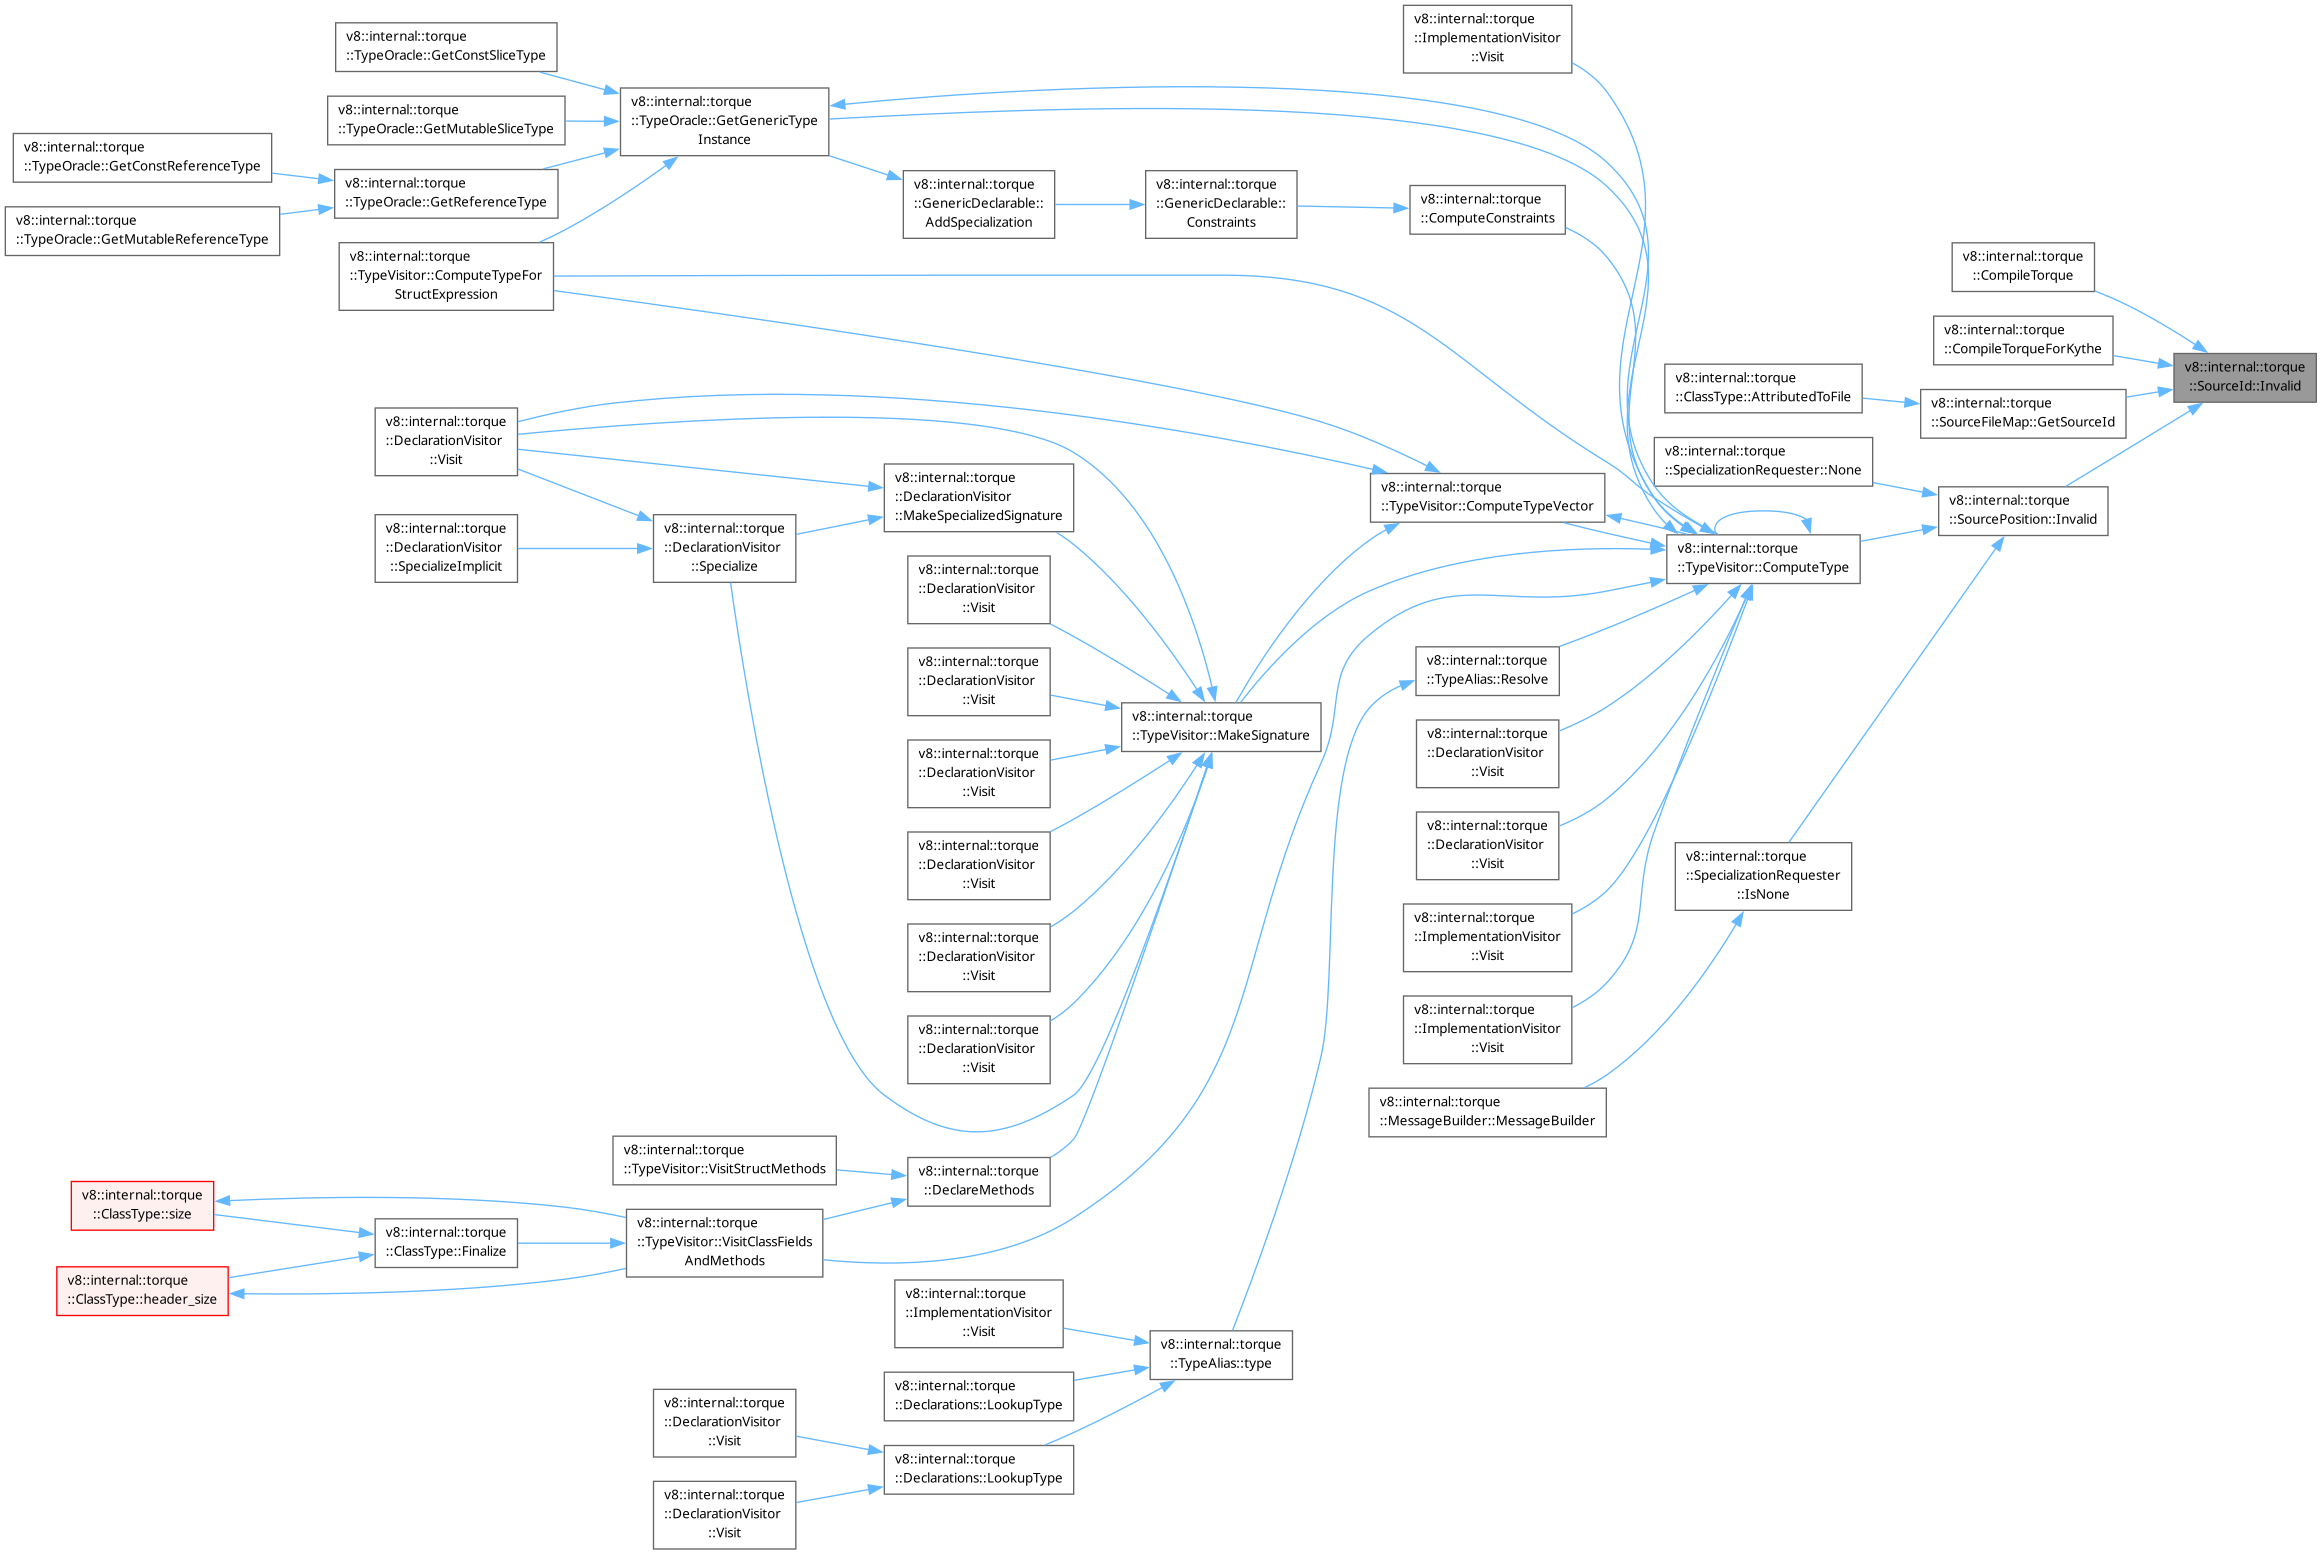 v8::internal::torque
::ImplementationVisitor
::Visit
v8::internal::torque
::TypeOracle::GetConstSliceType
v8::internal::torque
::TypeOracle::GetGenericType
Instance
v8::internal::torque
::TypeOracle::GetMutableSliceType
v8::internal::torque
::TypeOracle::GetConstReferenceType
v8::internal::torque
::TypeOracle::GetReferenceType
v8::internal::torque
::TypeOracle::GetMutableReferenceType
v8::internal::torque
::GenericDeclarable::
AddSpecialization
v8::internal::torque
::GenericDeclarable::
Constraints
v8::internal::torque
::ComputeConstraints
v8::internal::torque
::TypeVisitor::ComputeTypeFor
StructExpression
v8::internal::torque
::CompileTorque
v8::internal::torque
::CompileTorqueForKythe
v8::internal::torque
::SourceId::Invalid
v8::internal::torque
::ClassType::AttributedToFile
v8::internal::torque
::SourceFileMap::GetSourceId
v8::internal::torque
::DeclarationVisitor
::Visit
v8::internal::torque
::SpecializationRequester::None
v8::internal::torque
::DeclarationVisitor
::MakeSpecializedSignature
v8::internal::torque
::TypeVisitor::ComputeTypeVector
v8::internal::torque
::SourcePosition::Invalid
v8::internal::torque
::DeclarationVisitor
::SpecializeImplicit
v8::internal::torque
::DeclarationVisitor
::Specialize
v8::internal::torque
::TypeVisitor::ComputeType
v8::internal::torque
::DeclarationVisitor
::Visit
v8::internal::torque
::DeclarationVisitor
::Visit
v8::internal::torque
::TypeAlias::Resolve
v8::internal::torque
::TypeVisitor::MakeSignature
v8::internal::torque
::DeclarationVisitor
::Visit
v8::internal::torque
::DeclarationVisitor
::Visit
v8::internal::torque
::DeclarationVisitor
::Visit
v8::internal::torque
::DeclarationVisitor
::Visit
v8::internal::torque
::SpecializationRequester
::IsNone
v8::internal::torque
::DeclarationVisitor
::Visit
v8::internal::torque
::ImplementationVisitor
::Visit
v8::internal::torque
::DeclarationVisitor
::Visit
v8::internal::torque
::ImplementationVisitor
::Visit
v8::internal::torque
::MessageBuilder::MessageBuilder
v8::internal::torque
::TypeVisitor::VisitStructMethods
v8::internal::torque
::DeclareMethods
v8::internal::torque
::ClassType::size
v8::internal::torque
::ClassType::Finalize
v8::internal::torque
::TypeVisitor::VisitClassFields
AndMethods
v8::internal::torque
::ClassType::header_size
v8::internal::torque
::ImplementationVisitor
::Visit
v8::internal::torque
::TypeAlias::type
v8::internal::torque
::Declarations::LookupType
v8::internal::torque
::DeclarationVisitor
::Visit
v8::internal::torque
::Declarations::LookupType
v8::internal::torque
::DeclarationVisitor
::Visit